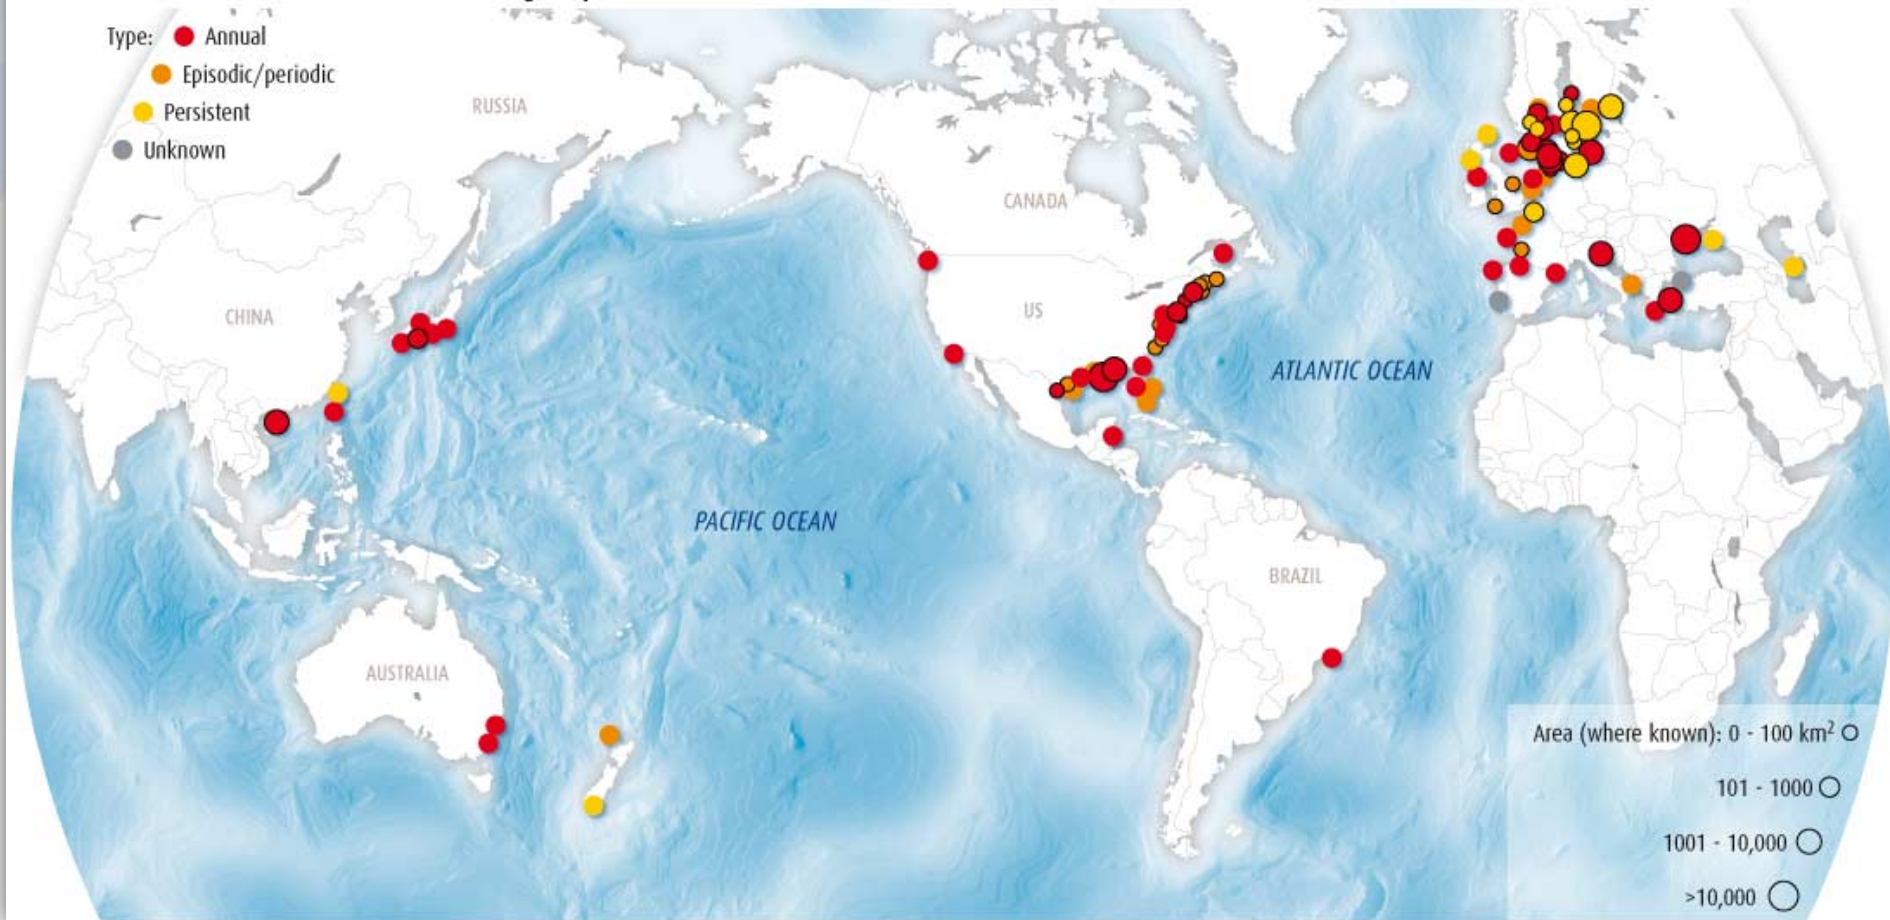 Type: Annual
Episodic/periodic
Persistent
Unknown
RUSSIA
CANADA
CHINA
US
ATLANTIC OCEAN
PACIFIC OCEAN
BRAZIL
AUSTRALIA
Area (where known): 0 - 100 km²
101 - 1000
1001 - 10,000
>10,000